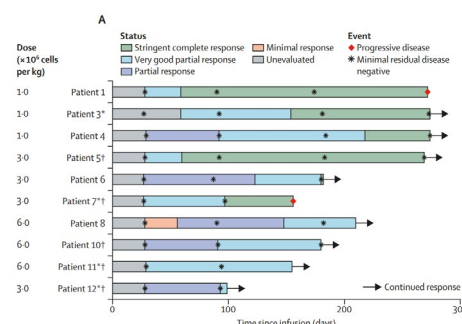 A
Status
Event
Stringent complete response
Minimal response
Progressive disease
Very good partial response
Unevaluated
Minimal residual disease negative
Partial response
Dose
(×10⁶ cells
per kg)
1·0 Patient 1
1·0 Patient 3*
1·0 Patient 4
3·0 Patient 5†
3·0 Patient 6
3·0 Patient 7*†
6·0 Patient 8
6·0 Patient 10†
6·0 Patient 11*†
3·0 Patient 12*†
Continued response
0 100 200 30
Time since infusion (days)